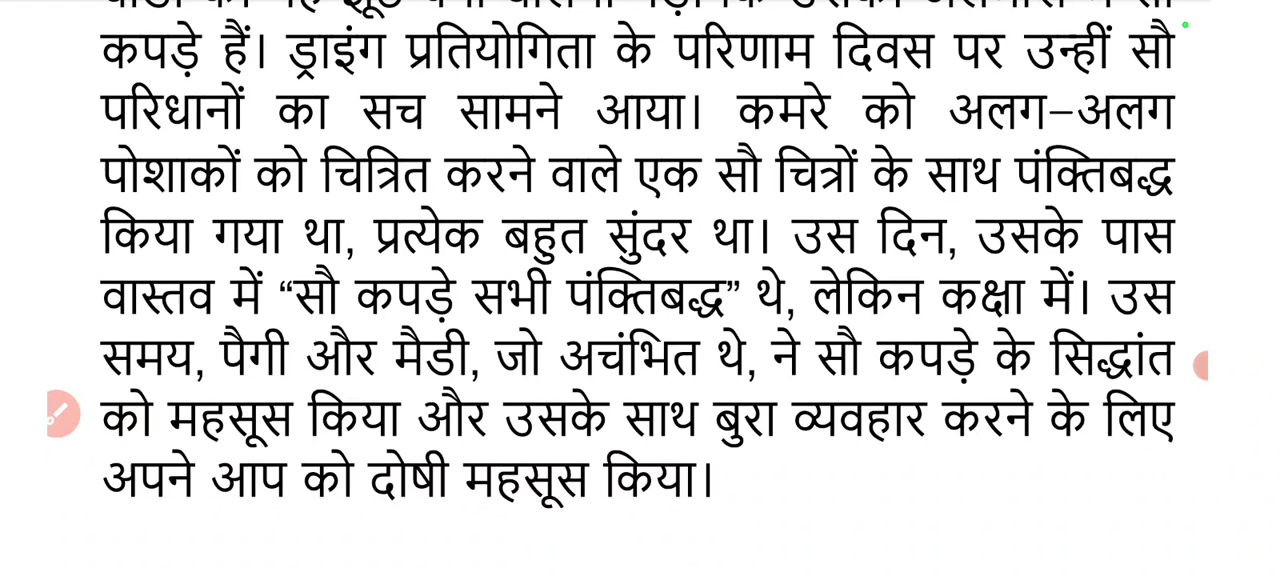 कपड़े हैं। ड्राइंग प्रतियोगिता के परिणाम दिवस पर उन्हीं सौ
परिधानों का सच सामने आया। कमरे को अलग-अलग
पोशाकों को चित्रित करने वाले एक सौ चित्रों के साथ पंक्तिबद्ध
किया गया था, प्रत्येक बहुत सुंदर था। उस दिन, उसके पास
वास्तव में “सौ कपड़े सभी पंक्तिबद्ध” थे, लेकिन कक्षा में। उस
समय, पैगी और मैडी, जो अचंभित थे, ने सौ कपड़े के सिद्धांत
को महसूस किया और उसके साथ बुरा व्यवहार करने के लिए
अपने आप को दोषी महसूस किया।